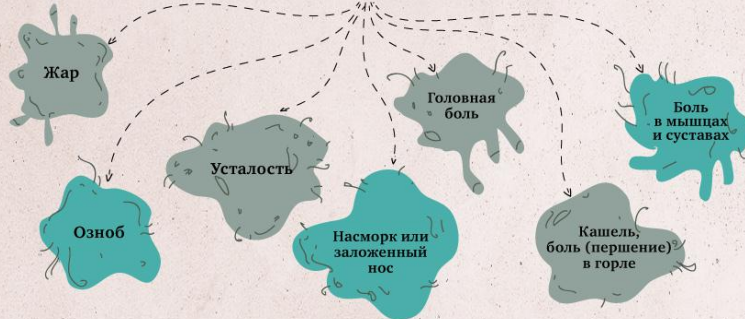 Жар
Озноб
Усталость
Насморк или
заложенный
нос
Головная
боль
Кашель,
боль (першение)
в горле
Боль
в мышцах
и суставах